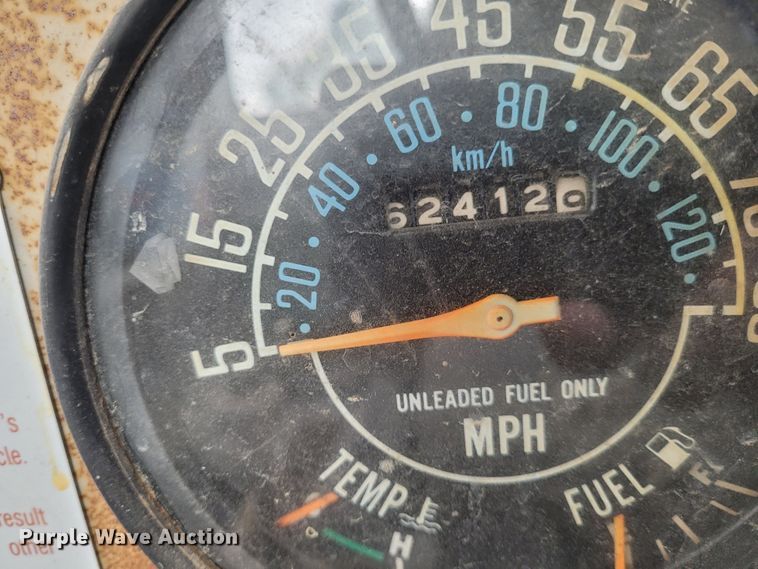 5
15
25
35
45
55
65
20
40
60
80
100
120
km/h
624129
UNLEADED FUEL ONLY
MPH
TEMP
H
FUEL
F
's
cle.
result
other
Purple Wave Auction